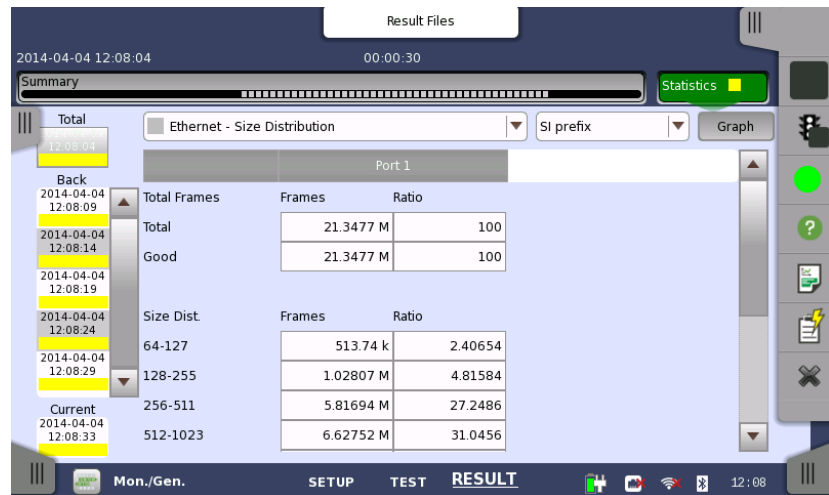 Result Files
2014-04-04 12:08:04 00:00:30
Summary
Statistics
Total
12:08:04
Back
2014-04-04
12:08:09
2014-04-04
12:08:14
2014-04-04
12:08:19
2014-04-04
12:08:24
2014-04-04
12:08:29
Current
2014-04-04
12:08:33
Ethernet - Size Distribution SI prefix Graph
Port 1
Total Frames Frames Ratio
Total 21.3477 M 100
Good 21.3477 M 100
Size Dist. Frames Ratio
64-127 513.74 k 2.40654
128-255 1.02807 M 4.81584
256-511 5.81694 M 27.2486
512-1023 6.62752 M 31.0456
Mon./Gen. SETUP TEST RESULT 12:08